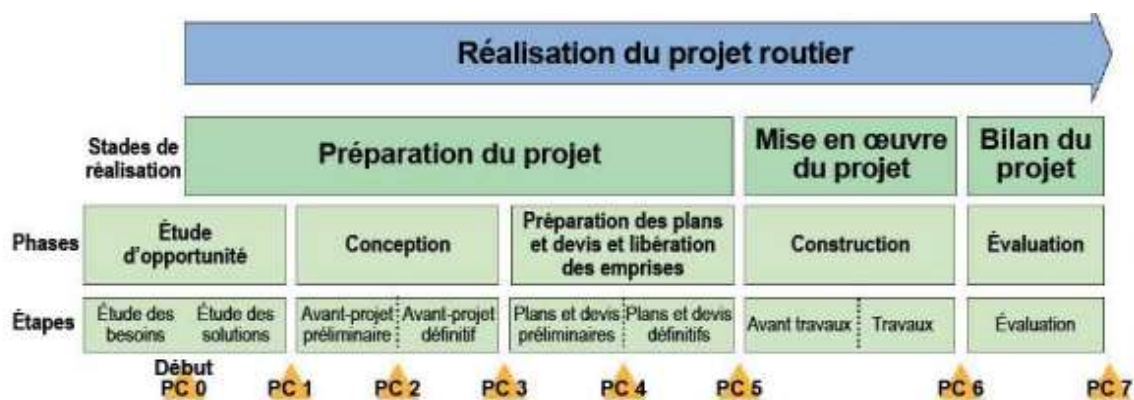 Réalisation du projet routier
Stades de
réalisation
Préparation du projet
Mise en œuvre
du projet
Bilan du
projet
Phases
Étude
d'opportunité
Conception
Préparation des plans
et devis et libération
des emprises
Construction
Évaluation
Étapes
Étude des
besoins
Étude des
solutions
Avant-projet
préliminaire
Avant-projet
définitif
Plans et devis
préliminaires
Plans et devis
définitifs
Avant travaux
Travaux
Évaluation
Début
PC 0
PC 1
PC 2
PC 3
PC 4
PC 5
PC 6
PC 7